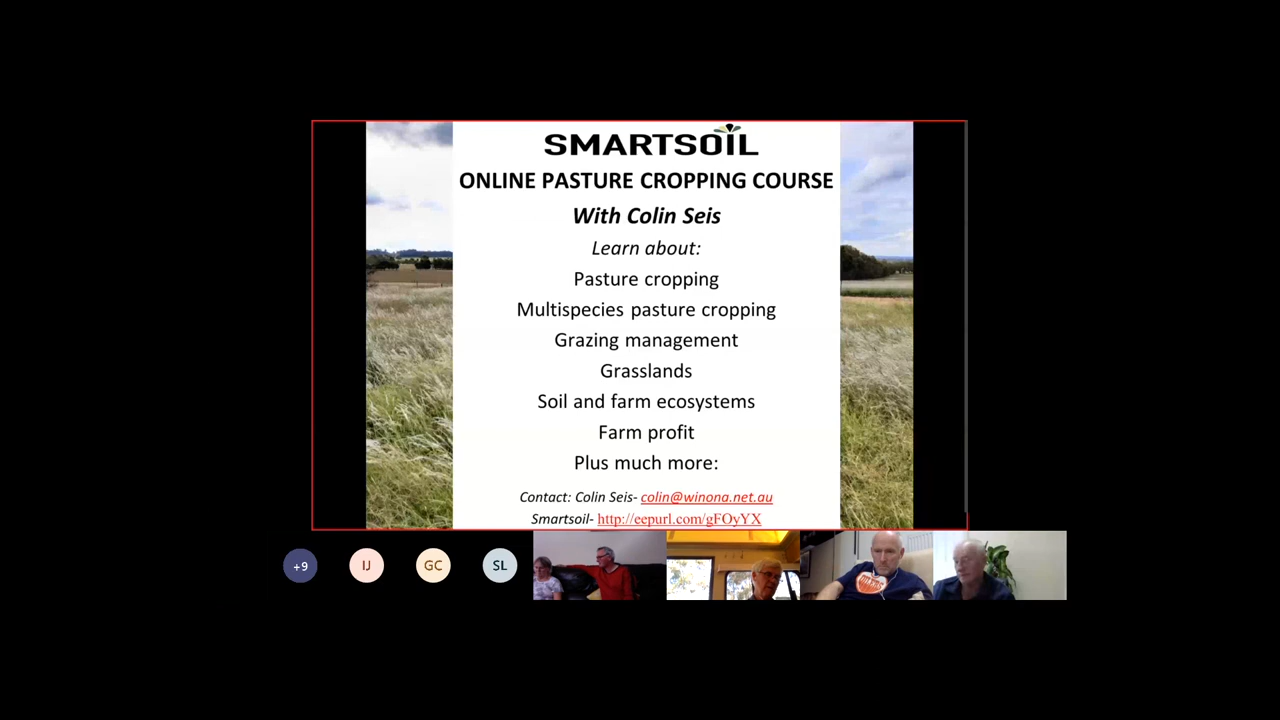 SMARTSOIL
ONLINE PASTURE CROPPING COURSE
With Colin Seis
Learn about:
Pasture cropping
Multispecies pasture cropping
Grazing management
Grasslands
Soil and farm ecosystems
Farm profit
Plus much more:
Contact: Colin Seis- colin@winona.net.au
Smartsoil- http://eepurl.com/gFOyYX
+9
IJ
GC
SL